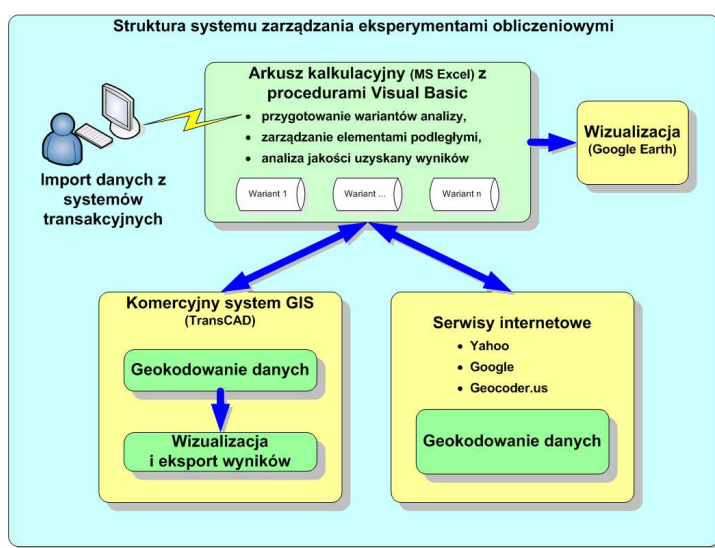 Struktura systemu zarządzania eksperymentami obliczeniowymi
Arkusz kalkulacyjny (MS Excel) z
procedurami Visual Basic
• przygotowanie wariantów analizy,
• zarządzanie elementami podległymi,
• analiza jakości uzyskany wyników
Wariant 1
Wariant ...
Wariant n
Import danych z
systemów
transakcyjnych
Wizualizacja
(Google Earth)
Komercyjny system GIS
(TransCAD)
Geokodowanie danych
Wizualizacja
i eksport wyników
Serwisy internetowe
• Yahoo
• Google
• Geocoder.us
Geokodowanie danych